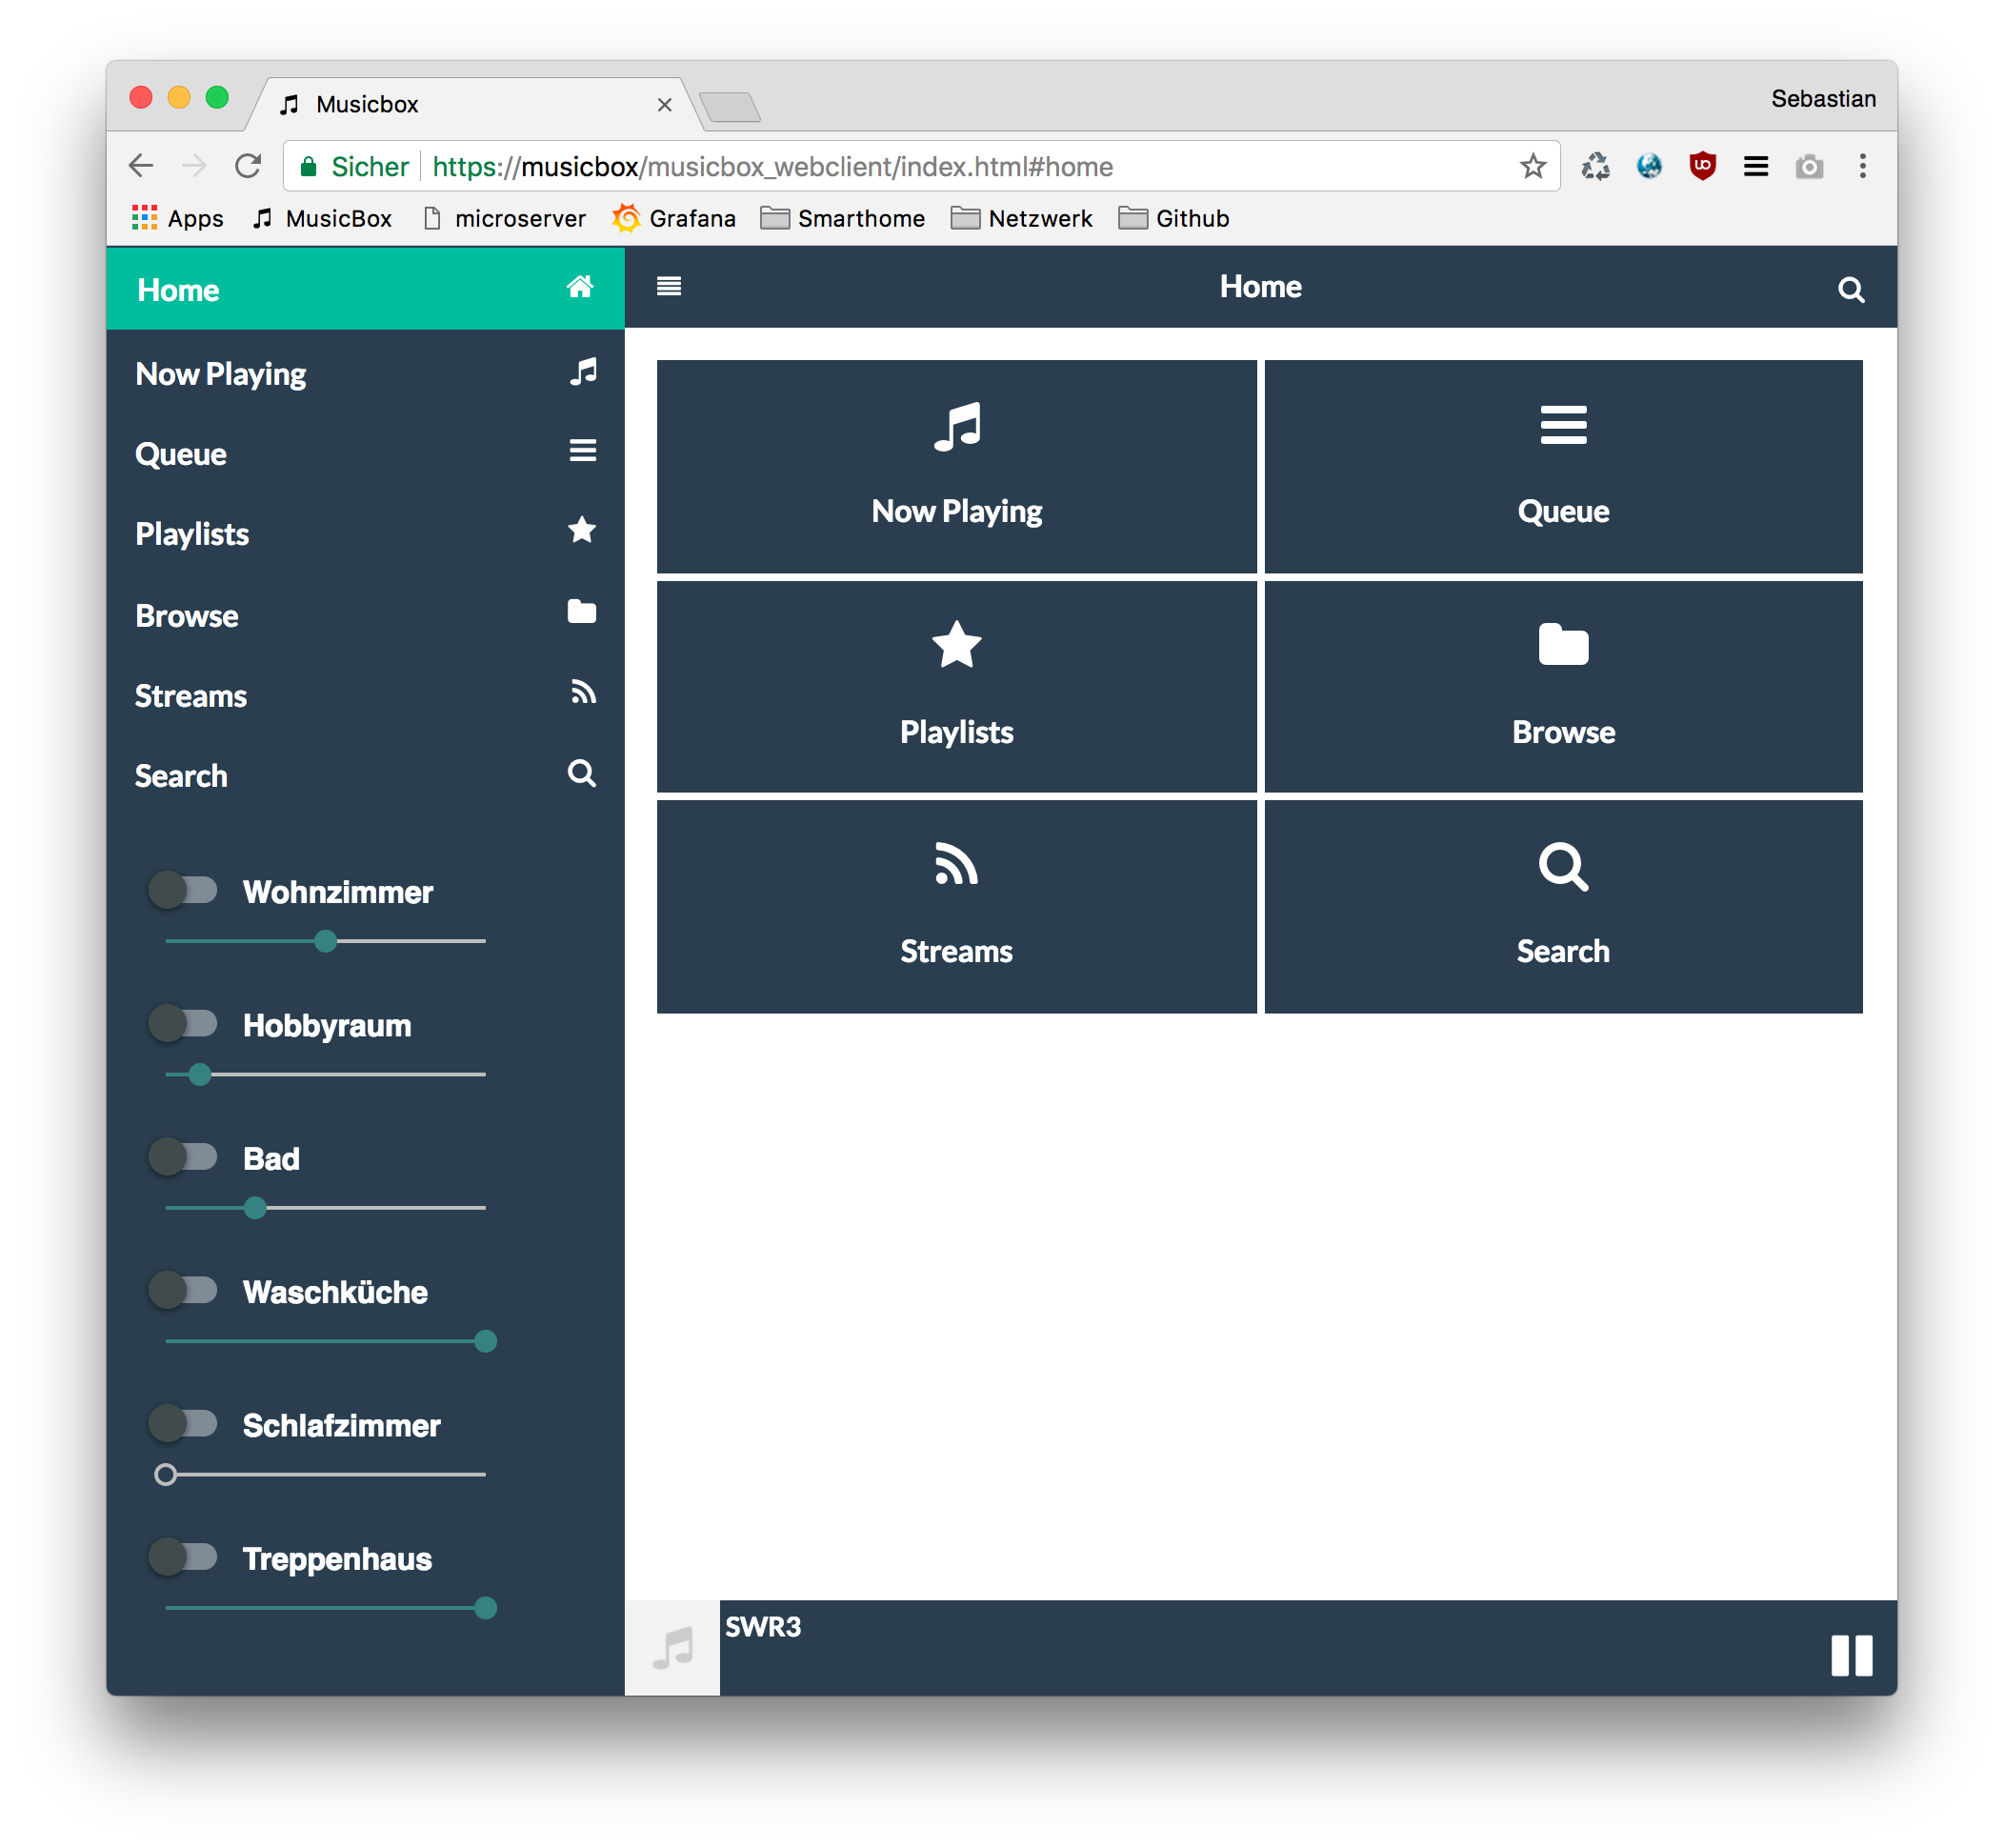 Musicbox
Sebastian
Sicher https://musicbox/musicbox_webclient/index.html#home
Apps MusicBox microserver Grafana Smarthome Netzwerk Github
Home
Now Playing
Queue
Playlists
Browse
Streams
Search
Wohnzimmer
Hobbyraum
Bad
Waschküche
Schlafzimmer
Treppenhaus
Home
Now Playing
Queue
Playlists
Browse
Streams
Search
SWR3